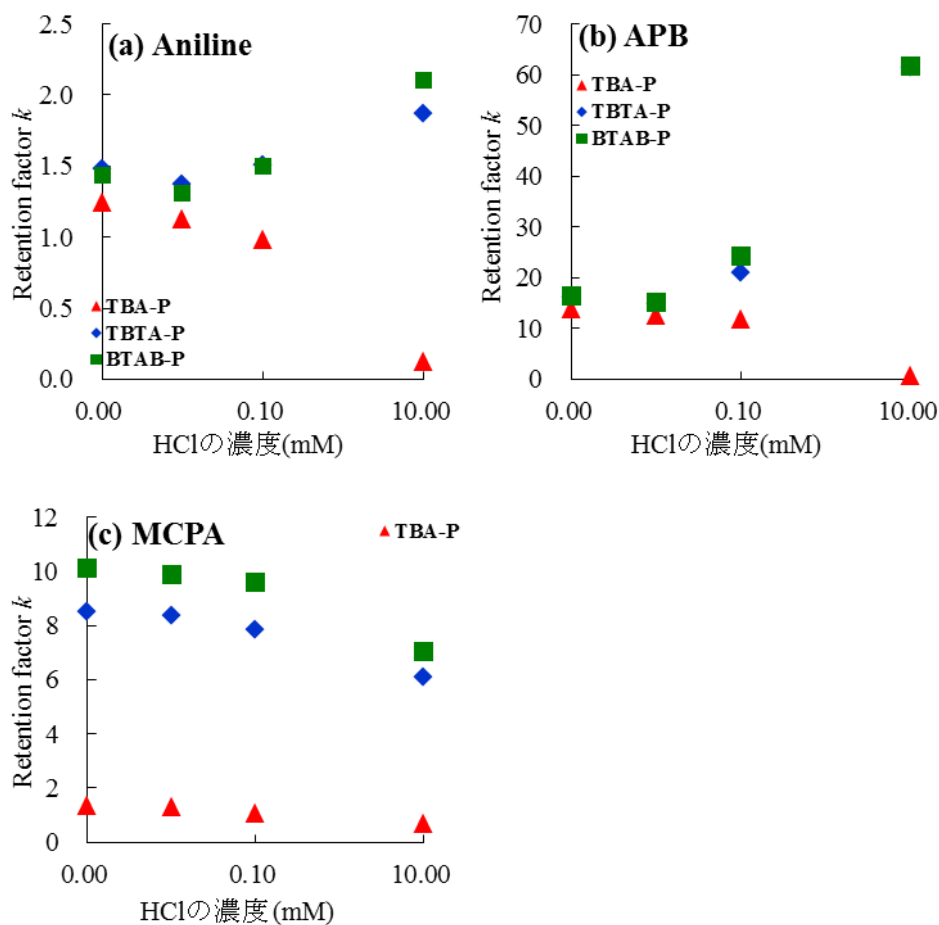 (a) Aniline
Retention factor k
2.5
2.0
1.5
1.0
0.5
0.0
TBA-P
TBTA-P
BTAB-P
0.00
0.10
10.00
HClの濃度(mM)
(b) APB
Retention factor k
70
60
50
40
30
20
10
0
TBA-P
TBTA-P
BTAB-P
0.00
0.10
10.00
HClの濃度(mM)
(c) MCPA
Retention factor k
12
10
8
6
4
2
0
TBA-P
0.00
0.10
10.00
HClの濃度(mM)